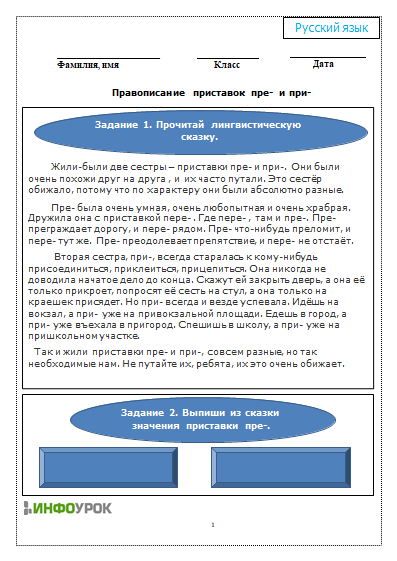 Русский язык
Фамилия, имя Класс Дата
Правописание приставок пре- и при-
Задание 1. Прочитай лингвистическую
сказку.
Жили-были две сестры – приставки пре- и при-. Они были
очень похожи друг на друга , и их часто путали. Это сестёр
обижало, потому что по характеру они были абсолютно разные.
Пре- была очень умная, очень любопытная и очень храбрая.
Дружила она с приставкой пере- . Где пере- , там и пре-. Пре-
преграждает дорогу, и пере- рядом. Пре- что-нибудь преломит, и
пере- тут же. Пре- преодолевает препятствие, и пере- не отстаёт.
Вторая сестра, при-, всегда старалась к кому-нибудь
присоединиться, приклеиться, прицепиться. Она никогда не
доводила начатое дело до конца. Скажут ей закрыть дверь, а она её
только прикроет, попросят её сесть на стул, а она только на
краешек присядет. Но при- всегда и везде успевала. Идёшь на
вокзал, а при- уже на привокзальной площади. Едешь в город, а
при- уже въехала в пригород. Спешишь в школу, а при- уже на
пришкольном участке.
Так и жили приставки пре- и при-, совсем разные, но так
необходимые нам. Не путайте их, ребята, их это очень обижает.
Задание 2. Выпиши из сказки
значения приставки пре-.
ИНФОУРОК
1